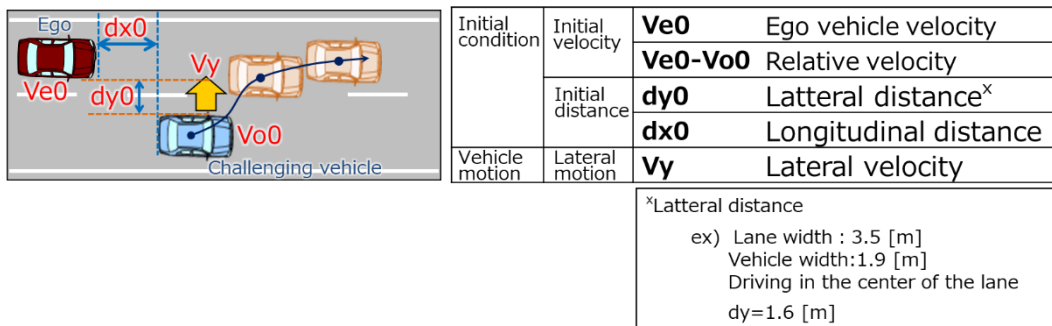 Ego
dx0
Vy
Ve0
dy0
Vo0
Challenging vehicle
Initial
condition
Initial
velocity
Ve0 Ego vehicle velocity
Ve0-Vo0 Relative velocity
Initial
distance
dy0 Latteral distancex
dx0 Longitudinal distance
Vehicle
motion
Lateral
motion
Vy Lateral velocity
xLatteral distance
ex) Lane width : 3.5 [m]
Vehicle width:1.9 [m]
Driving in the center of the lane
dy=1.6 [m]